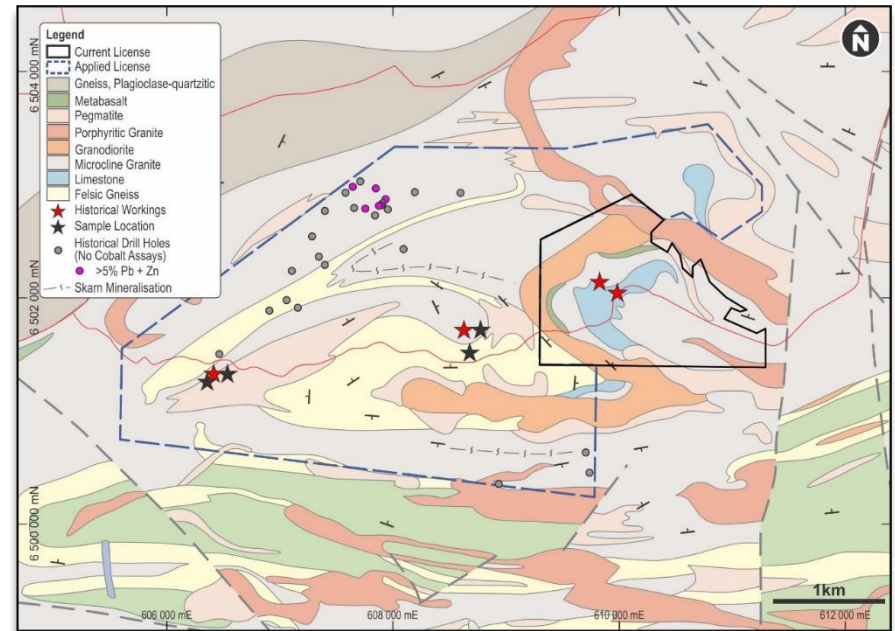 N
Legend
Current License
Applied License
Gneiss, Plagioclase-quartzitic
Metabasalt
Pegmatite
Porphyritic Granite
Granodiorite
Microcline Granite
Limestone
Felsic Gneiss
Historical Workings
Sample Location
Historical Drill Holes
(No Cobalt Assays)
>5% Pb + Zn
Skarn Mineralisation
6 504 000 mN
6 502 000 mN
6 500 000 mN
1km
606 000 mE
608 000 mE
610 000 mE
612 000 mE